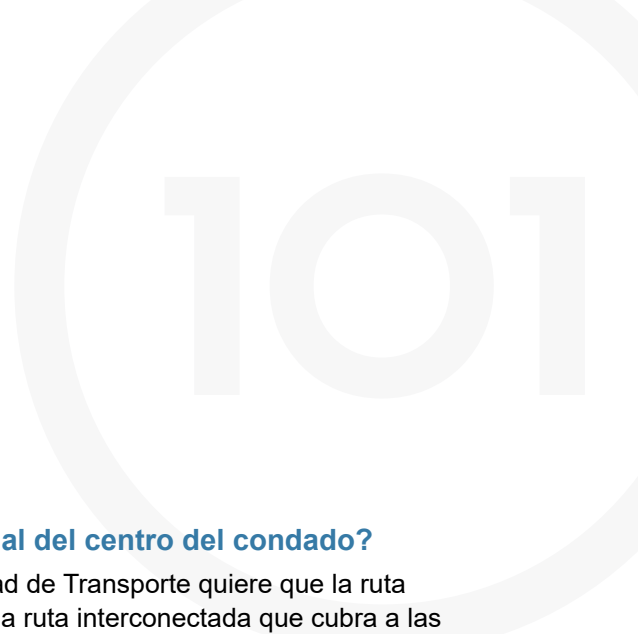 101
al del centro del condado?
ad de Transporte quiere que la ruta
a ruta interconectada que cubra a las